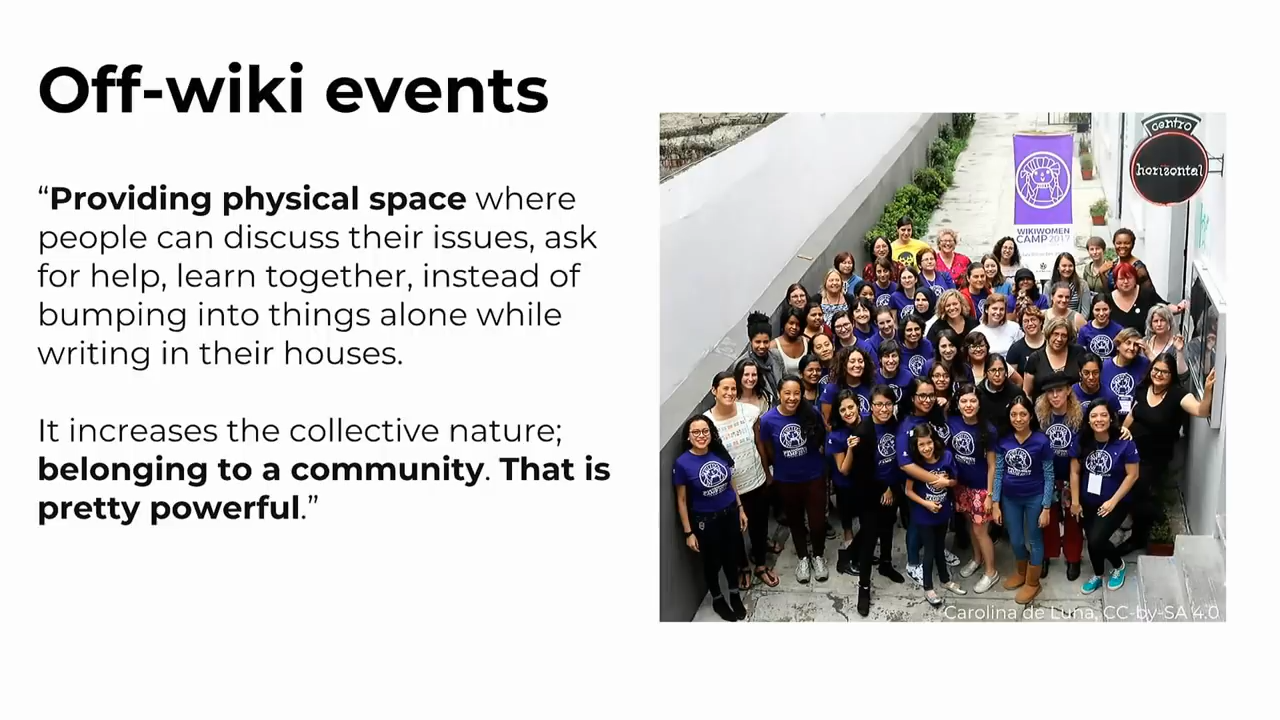 Off-wiki events
“Providing physical space where
people can discuss their issues, ask
for help, learn together, instead of
bumping into things alone while
writing in their houses.
It increases the collective nature;
belonging to a community. That is
pretty powerful.”
centro
horizontal
WIKIWOMEN
CAMP 2017
Carolina de Luna, CC-by-SA 4.0